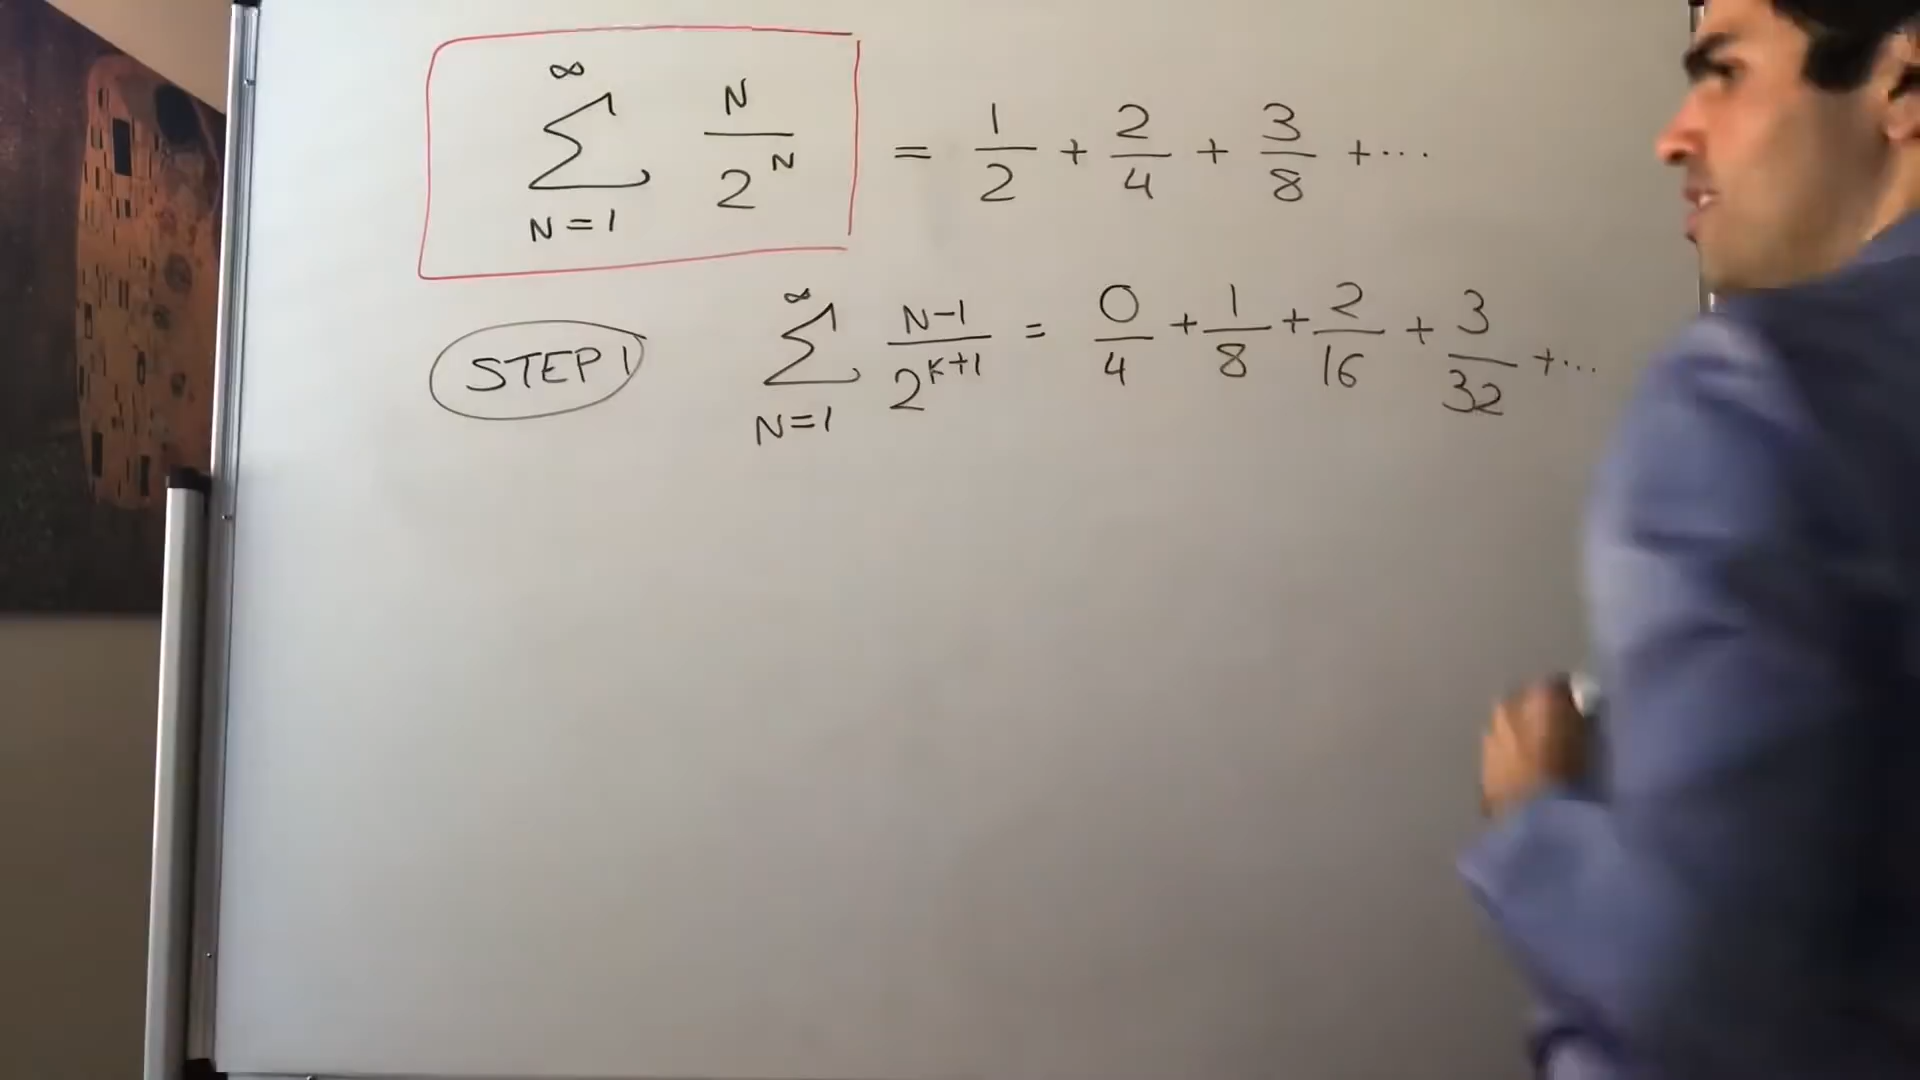 ∞ Σ N=1 N/2^N = 1/2 + 2/4 + 3/8 + ...
STEP 1 ∞ Σ N=1 N-1/2^K+1 = 0/4 + 1/8 + 2/16 + 3/32 + ...